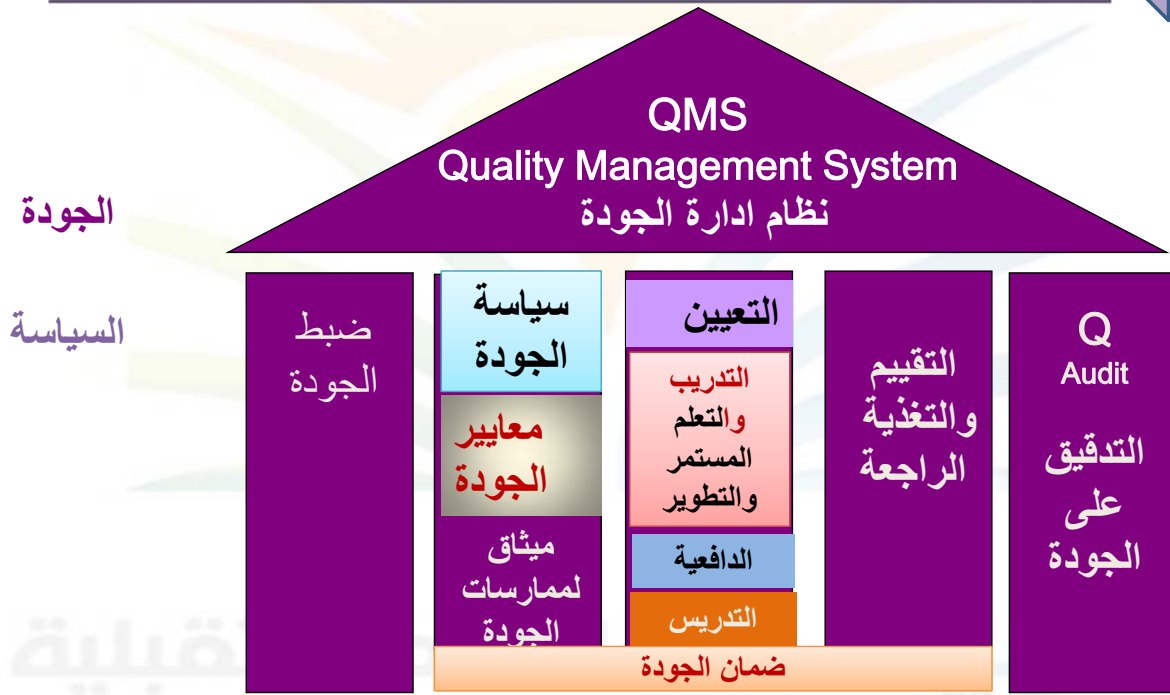 QMS
Quality Management System
نظام ادارة الجودة
الجودة
السياسة
Q
Audit
التدقيق
على
الجودة
التقييم
والتغذية
الراجعة
التعيين
التدريب
والتعلم
المستمر
والتطوير
الدافعية
التدريس
سياسة
الجودة
معايير
الجودة
ميثاق
لممارسات
الجودة
ضبط
الجودة
ضمان الجودة